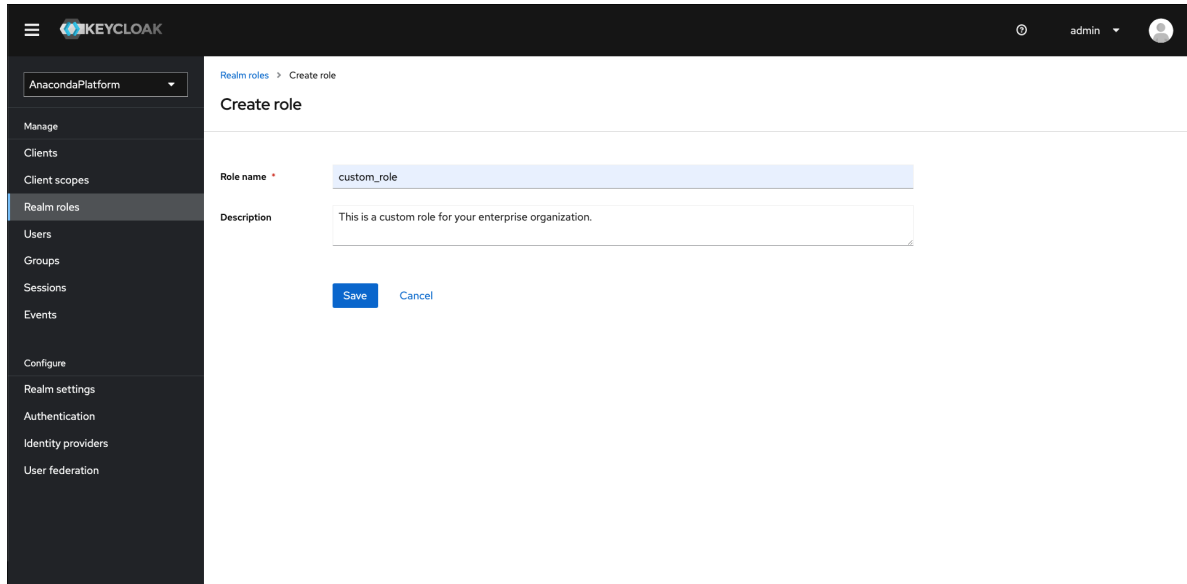 KEYCLOAK
admin
AnacondaPlatform
Manage
Clients
Client scopes
Realm roles
Users
Groups
Sessions
Events
Configure
Realm settings
Authentication
Identity providers
User federation
Realm roles > Create role
Create role
Role name *
custom_role
Description
This is a custom role for your enterprise organization.
Save
Cancel